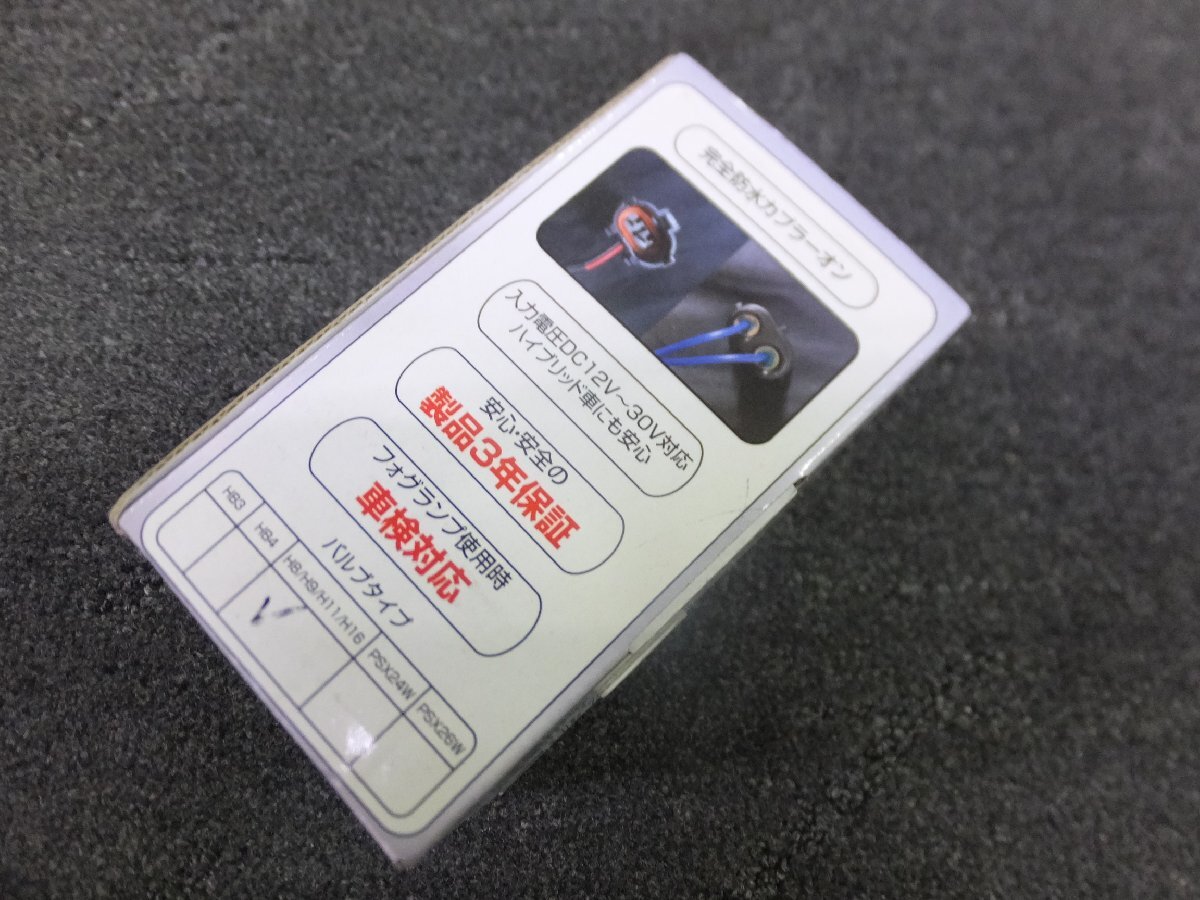 完全防水カプラーオン
入力電圧DC12V～30V対応
ハイブリッド車にも安心
安心・安全の
製品3年保証
フォグランプ使用時
車検対応
バルブタイプ
HB3
HB4
H8/H9/H11/H16
PSX24W
PSX26W